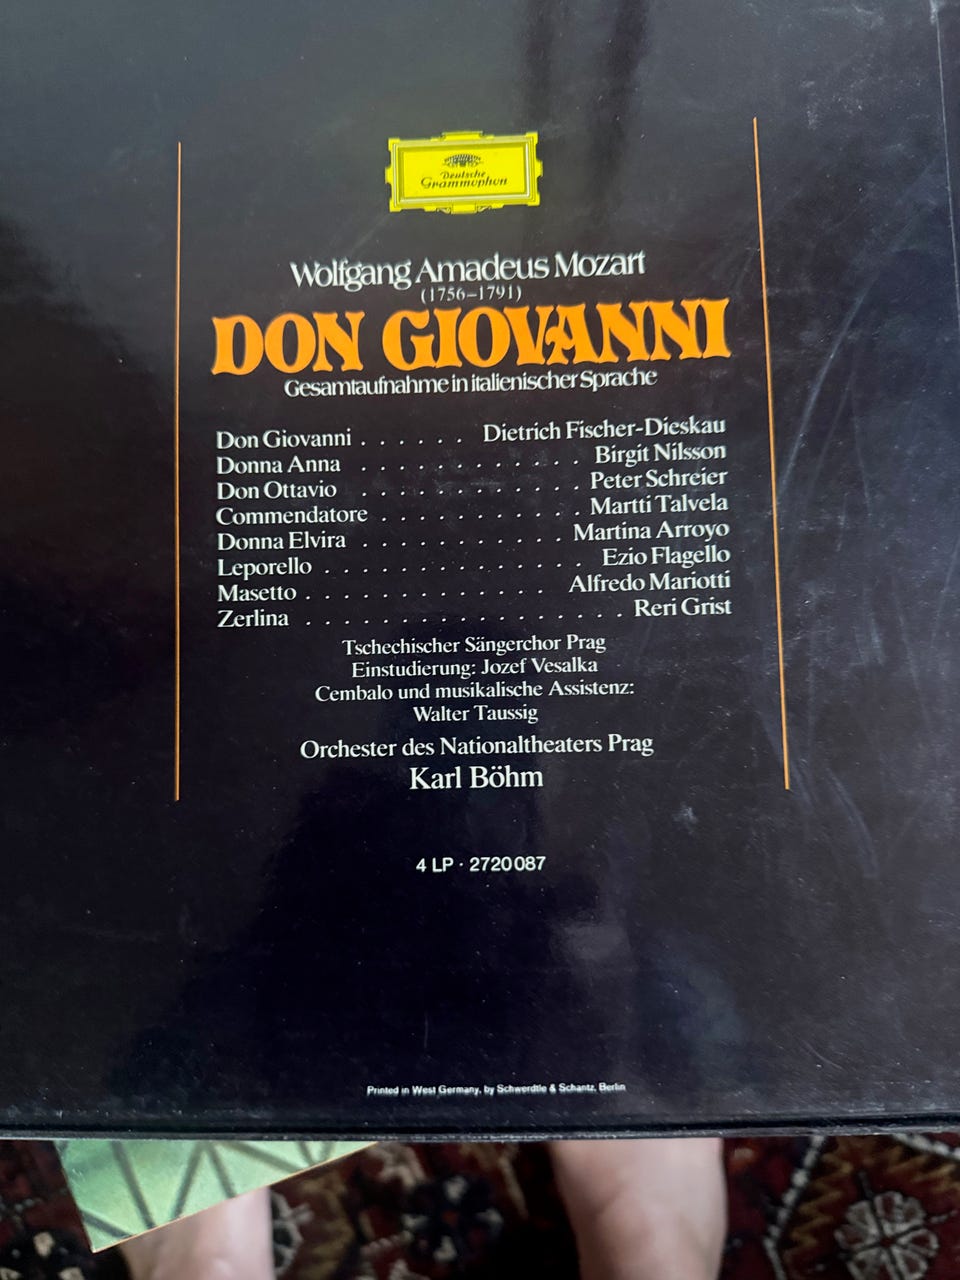 Deutsche
Grammophon
Wolfgang Amadeus Mozart
(1756–1791)
DON GIOVANNI
Gesamtaufnahme in italienischer Sprache
Don Giovanni . . . . . . Dietrich Fischer-Dieskau
Donna Anna . . . . . . . . . . . . Birgit Nilsson
Don Ottavio . . . . . . . . . . . . Peter Schreier
Commendatore . . . . . . . . . . . Martti Talvela
Donna Elvira . . . . . . . . . . . Martina Arroyo
Leporello . . . . . . . . . . . . . . Ezio Flagello
Masetto . . . . . . . . . . . . . Alfredo Mariotti
Zerlina . . . . . . . . . . . . . . . . . Reri Grist
Tschechischer Sängerchor Prag
Einstudierung: Jozef Vesalka
Cembalo und musikalische Assistenz:
Walter Taussig
Orchester des Nationaltheaters Prag
Karl Böhm
4 LP · 2720 087
Printed in West Germany, by Schwerdtle & Schantz, Berlin